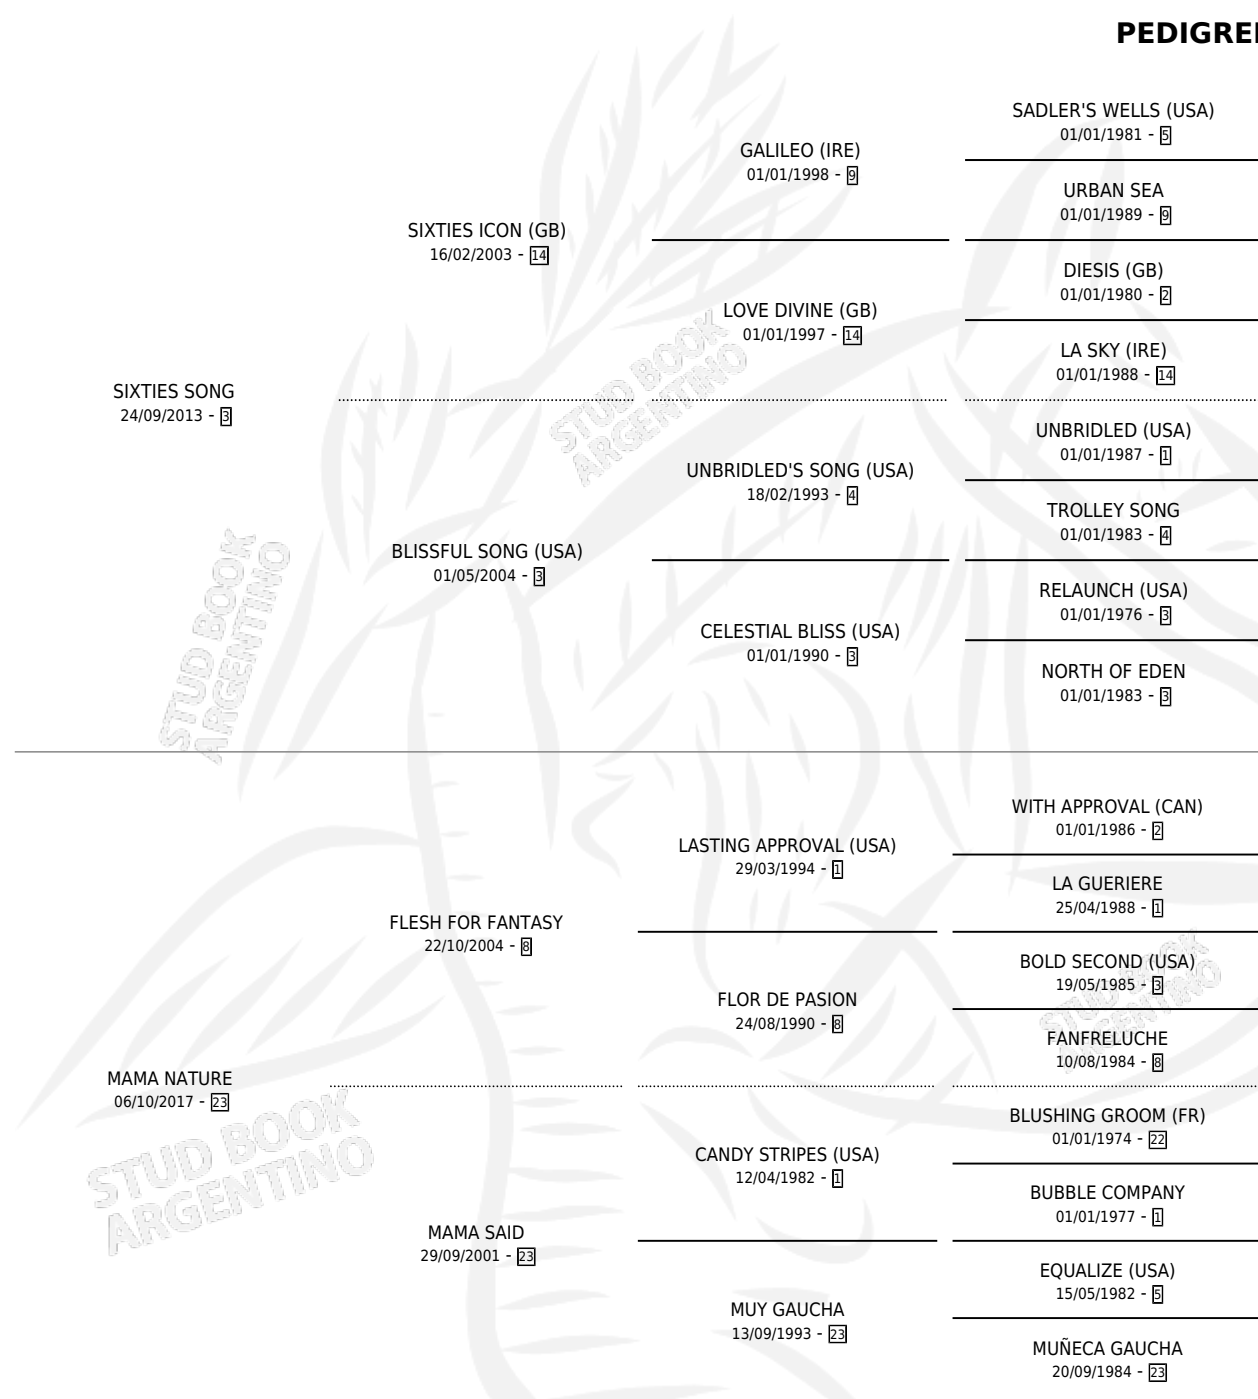 PEDIGREE
SADLER'S WELLS (USA)
01/01/1981 - 5
GALILEO (IRE)
01/01/1998 - 9
URBAN SEA
01/01/1989 - 9
SIXTIES ICON (GB)
16/02/2003 - 14
DIESIS (GB)
01/01/1980 - 2
LOVE DIVINE (GB)
01/01/1997 - 14
LA SKY (IRE)
01/01/1988 - 14
SIXTIES SONG
24/09/2013 - 3
STUD BOOK
ARGENTINO
UNBRIDLED (USA)
01/01/1987 - 1
UNBRIDLED'S SONG (USA)
18/02/1993 - 4
TROLLEY SONG
01/01/1983 - 4
BLISSFUL SONG (USA)
01/05/2004 - 3
RELAUNCH (USA)
01/01/1976 - 3
CELESTIAL BLISS (USA)
01/01/1990 - 3
NORTH OF EDEN
01/01/1983 - 3
STUD BOOK
ARGENTINO
WITH APPROVAL (CAN)
01/01/1986 - 2
LASTING APPROVAL (USA)
29/03/1994 - 1
LA GUERIERE
25/04/1988 - 1
FLESH FOR FANTASY
22/10/2004 - 8
BOLD SECOND (USA)
19/05/1985 - 3
FLOR DE PASION
24/08/1990 - 8
STUD BOOK
ARGENTINO
FANFRELUCHE
10/08/1984 - 8
MAMA NATURE
06/10/2017 - 23
BLUSHING GROOM (FR)
01/01/1974 - 22
CANDY STRIPES (USA)
12/04/1982 - 1
STUD BOOK
ARGENTINO
BUBBLE COMPANY
01/01/1977 - 1
MAMA SAID
29/09/2001 - 23
EQUALIZE (USA)
15/05/1982 - 5
MUY GAUCHA
13/09/1993 - 23
MUÑECA GAUCHA
20/09/1984 - 23